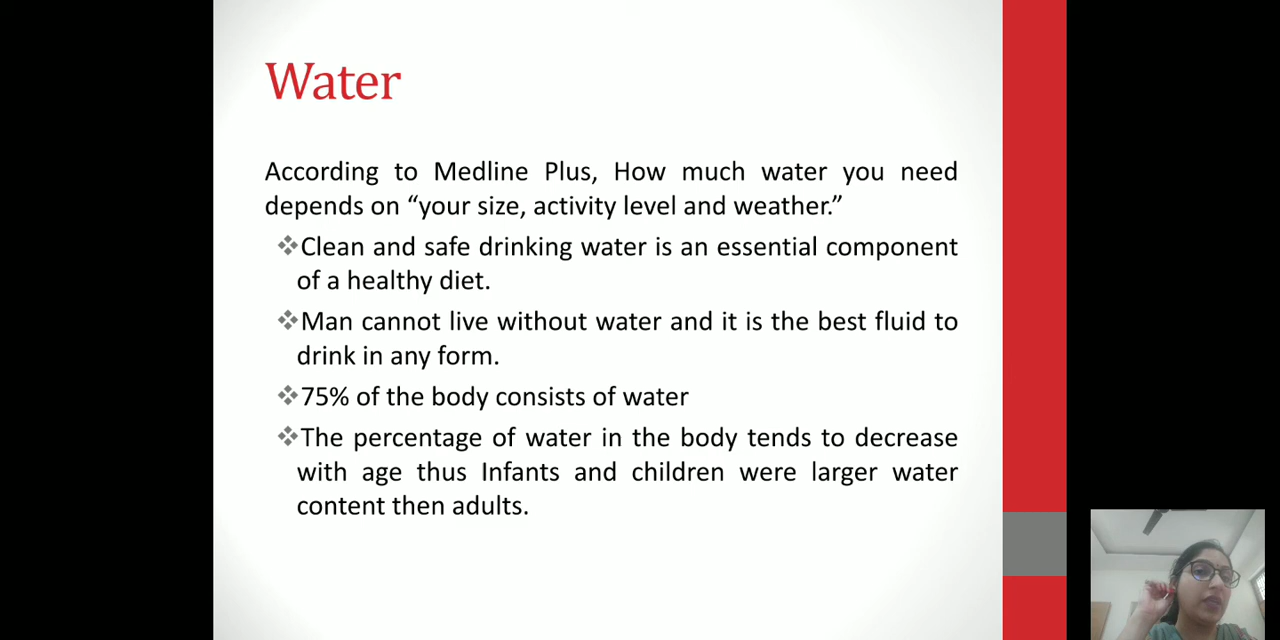 Water
According to Medline Plus, How much water you need
depends on “your size, activity level and weather.”
❖Clean and safe drinking water is an essential component
of a healthy diet.
❖Man cannot live without water and it is the best fluid to
drink in any form.
❖75% of the body consists of water
❖The percentage of water in the body tends to decrease
with age thus Infants and children were larger water
content then adults.